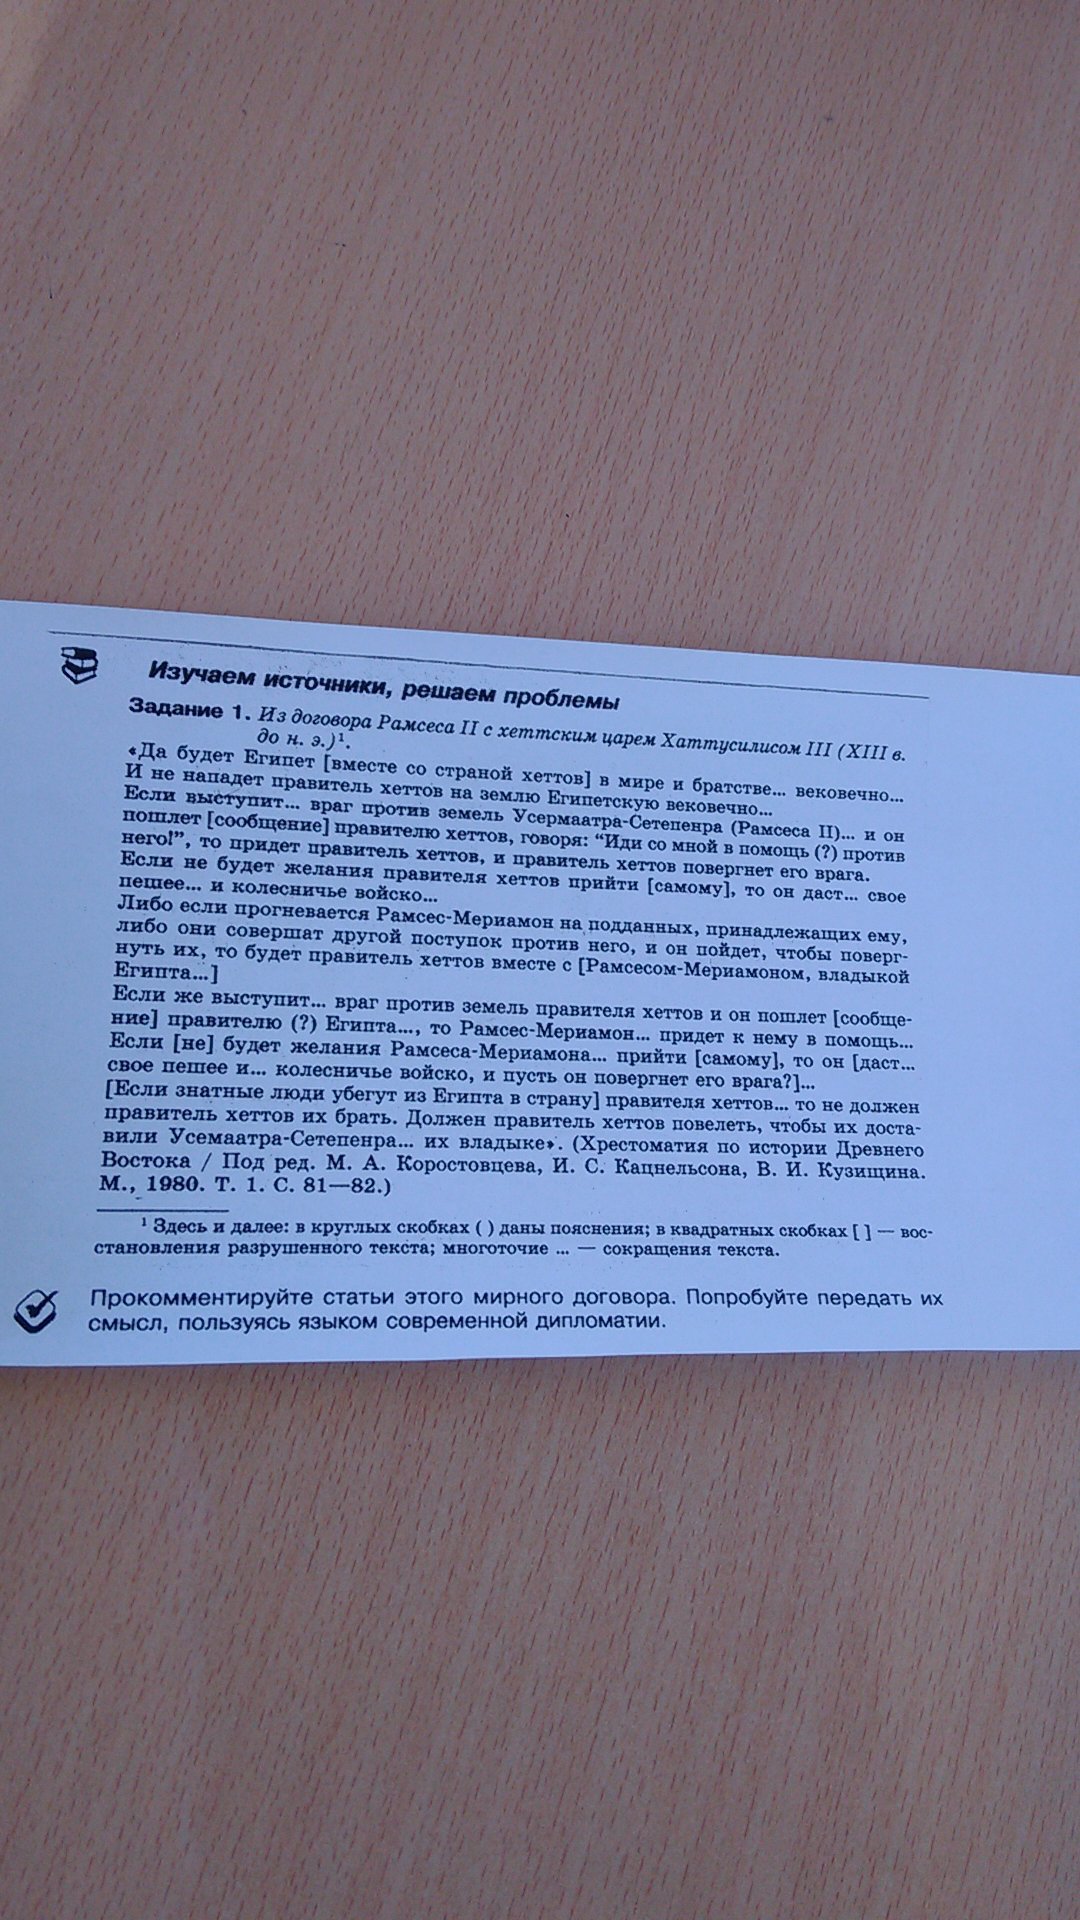 Изучаем источники, решаем проблемы
Задание 1. Из договора Рамсеса II с хеттским царем Хаттусилисом III (XIII в.
до н. э.)¹.
«Да будет Египет [вместе со страной хеттов] в мире и братстве... вековечно...
И не нападет правитель хеттов на землю Египетскую вековечно...
Если выступит... враг против земель Усермаатра-Сетепенра (Рамсеса II)... и он
пошлет [сообщение] правителю хеттов, говоря: “Иди со мной в помощь (?) против
него!”, то придет правитель хеттов, и правитель хеттов повергнет его врага.
Если не будет желания правителя хеттов прийти [самому], то он даст... свое
пешее... и колесничье войско...
Либо если прогневается Рамсес-Мериамон на подданных, принадлежащих ему,
либо они совершат другой поступок против него, и он пойдет, чтобы поверг-
нуть их, то будет правитель хеттов вместе с [Рамсесом-Мериамоном, владыкой
Египта...]
Если же выступит... враг против земель правителя хеттов и он пошлет [сообще-
ние] правителю (?) Египта..., то Рамсес-Мериамон... придет к нему в помощь...
Если [не] будет желания Рамсеса-Мериамона... прийти [самому], то он [даст...
свое пешее и... колесничье войско, и пусть он повергнет его врага?]...
[Если знатные люди убегут из Египта в страну] правителя хеттов... то не должен
правитель хеттов их брать. Должен правитель хеттов повелеть, чтобы их доста-
вили Усемаатра-Сетепенра... их владыке». (Хрестоматия по истории Древнего
Востока / Под ред. М. А. Коростовцева, И. С. Кацнельсона, В. И. Кузищина.
М., 1980. Т. 1. С. 81—82.)
¹ Здесь и далее: в круглых скобках ( ) даны пояснения; в квадратных скобках [ ] — вос-
становления разрушенного текста; многоточие ... — сокращения текста.
Прокомментируйте статьи этого мирного договора. Попробуйте передать их
смысл, пользуясь языком современной дипломатии.